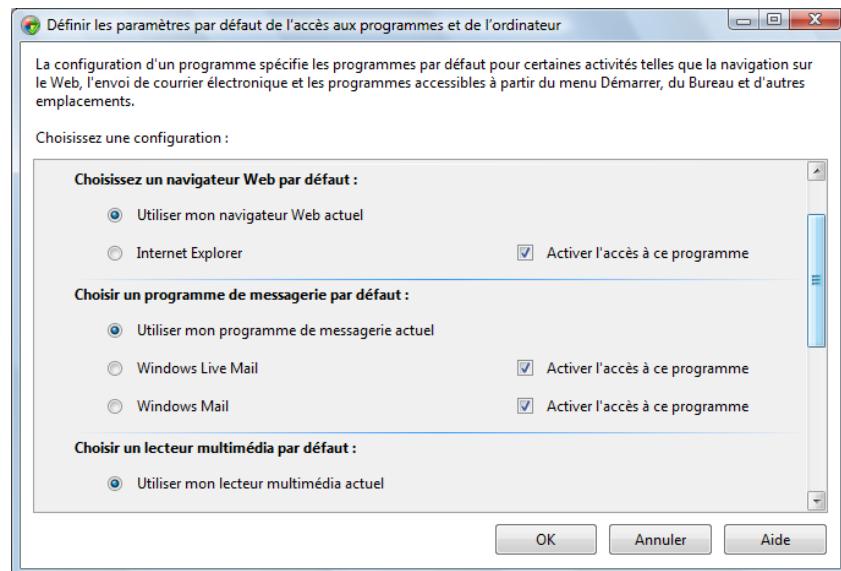 Définir les paramètres par défaut de l'accès aux programmes et de l'ordinateur
La configuration d'un programme spécifie les programmes par défaut pour certaines activités telles que la navigation sur
le Web, l'envoi de courrier électronique et les programmes accessibles à partir du menu Démarrer, du Bureau et d'autres
emplacements.
Choisissez une configuration :
Choisissez un navigateur Web par défaut :
Utiliser mon navigateur Web actuel
Internet Explorer Activer l'accès à ce programme
Choisir un programme de messagerie par défaut :
Utiliser mon programme de messagerie actuel
Windows Live Mail Activer l'accès à ce programme
Windows Mail Activer l'accès à ce programme
Choisir un lecteur multimédia par défaut :
Utiliser mon lecteur multimédia actuel
OK Annuler Aide